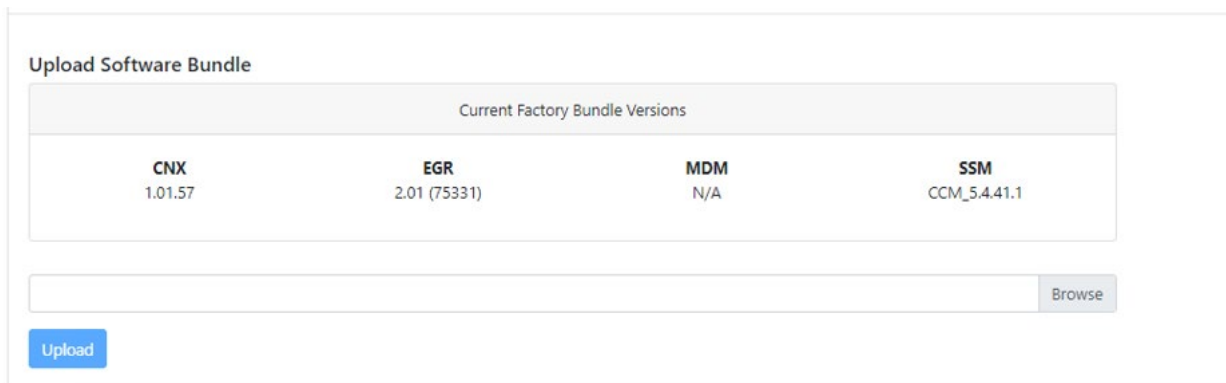 Upload Software Bundle
Current Factory Bundle Versions
CNX EGR MDM SSM
1.01.57 2.01 (75331) N/A CCM_5.4.41.1
Browse
Upload